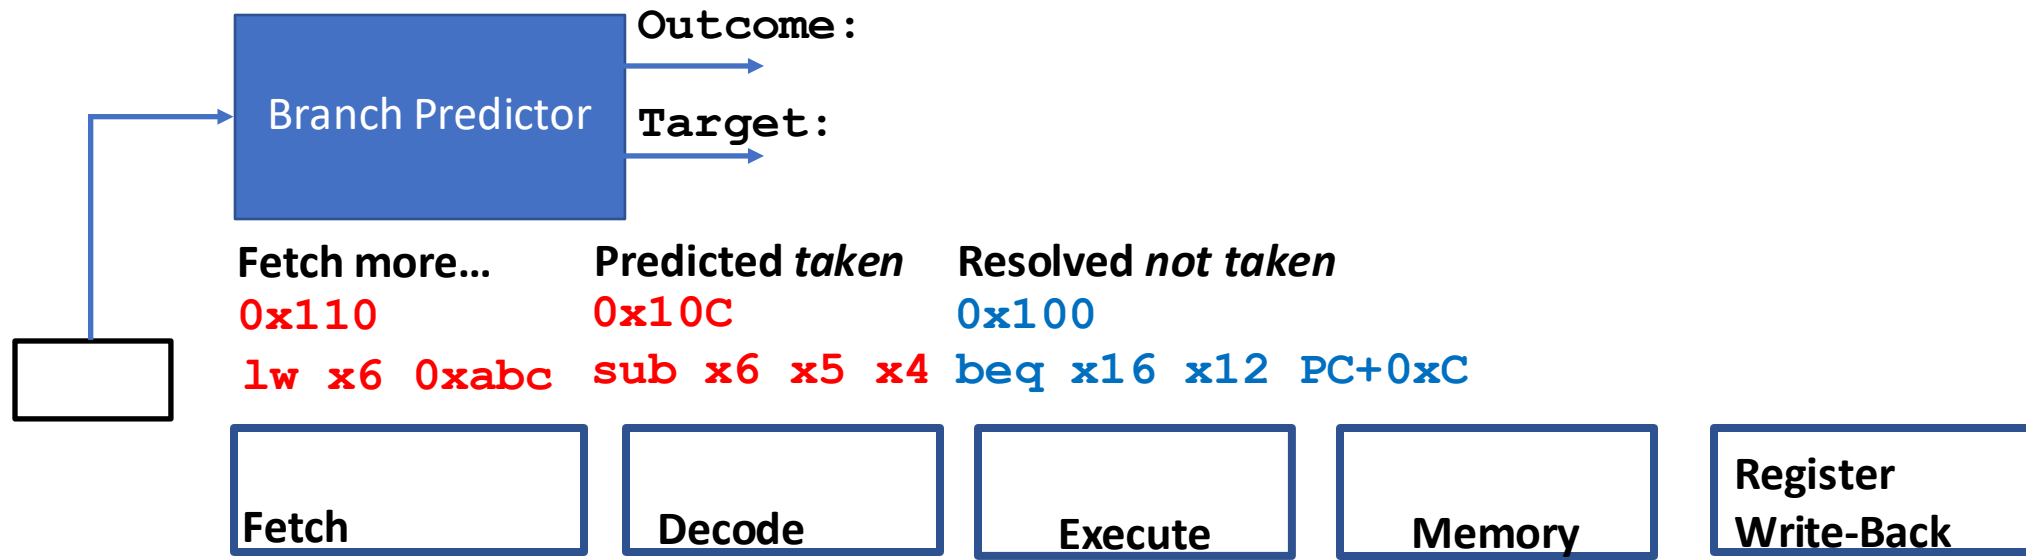 Outcome:
Branch Predictor
Target:
Fetch more…
0x110
lw x6 0xabc
Predicted taken
0x10C
sub x6 x5 x4
Resolved not taken
0x100
beq x16 x12 PC+0xC
Fetch
Decode
Execute
Memory
Register
Write-Back